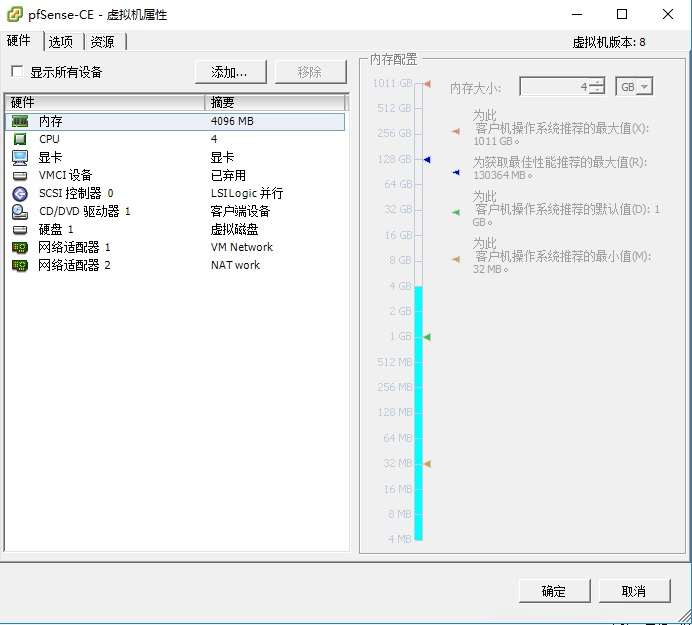 pfSense-CE - 虚拟机属性
硬件 选项 资源 虚拟机版本: 8
显示所有设备 添加... 移除
硬件 摘要
内存 4096 MB
CPU 4
显卡 显卡
VMCI 设备 已弃用
SCSI 控制器 0 LSI Logic 并行
CD/DVD 驱动器 1 客户端设备
硬盘 1 虚拟磁盘
网络适配器 1 VM Network
网络适配器 2 NAT work
内存配置
1011 GB
512 GB
256 GB
128 GB
64 GB
32 GB
16 GB
8 GB
4 GB
2 GB
1 GB
512 MB
256 MB
128 MB
64 MB
32 MB
16 MB
8 MB
4 MB
内存大小: 4 GB
为此
客户机操作系统推荐的最大值(X):
1011 GB。
为获取最佳性能推荐的最大值(R):
130364 MB。
为此
客户机操作系统推荐的默认值(D): 1
GB。
为此
客户机操作系统推荐的最小值(M):
32 MB。
确定 取消